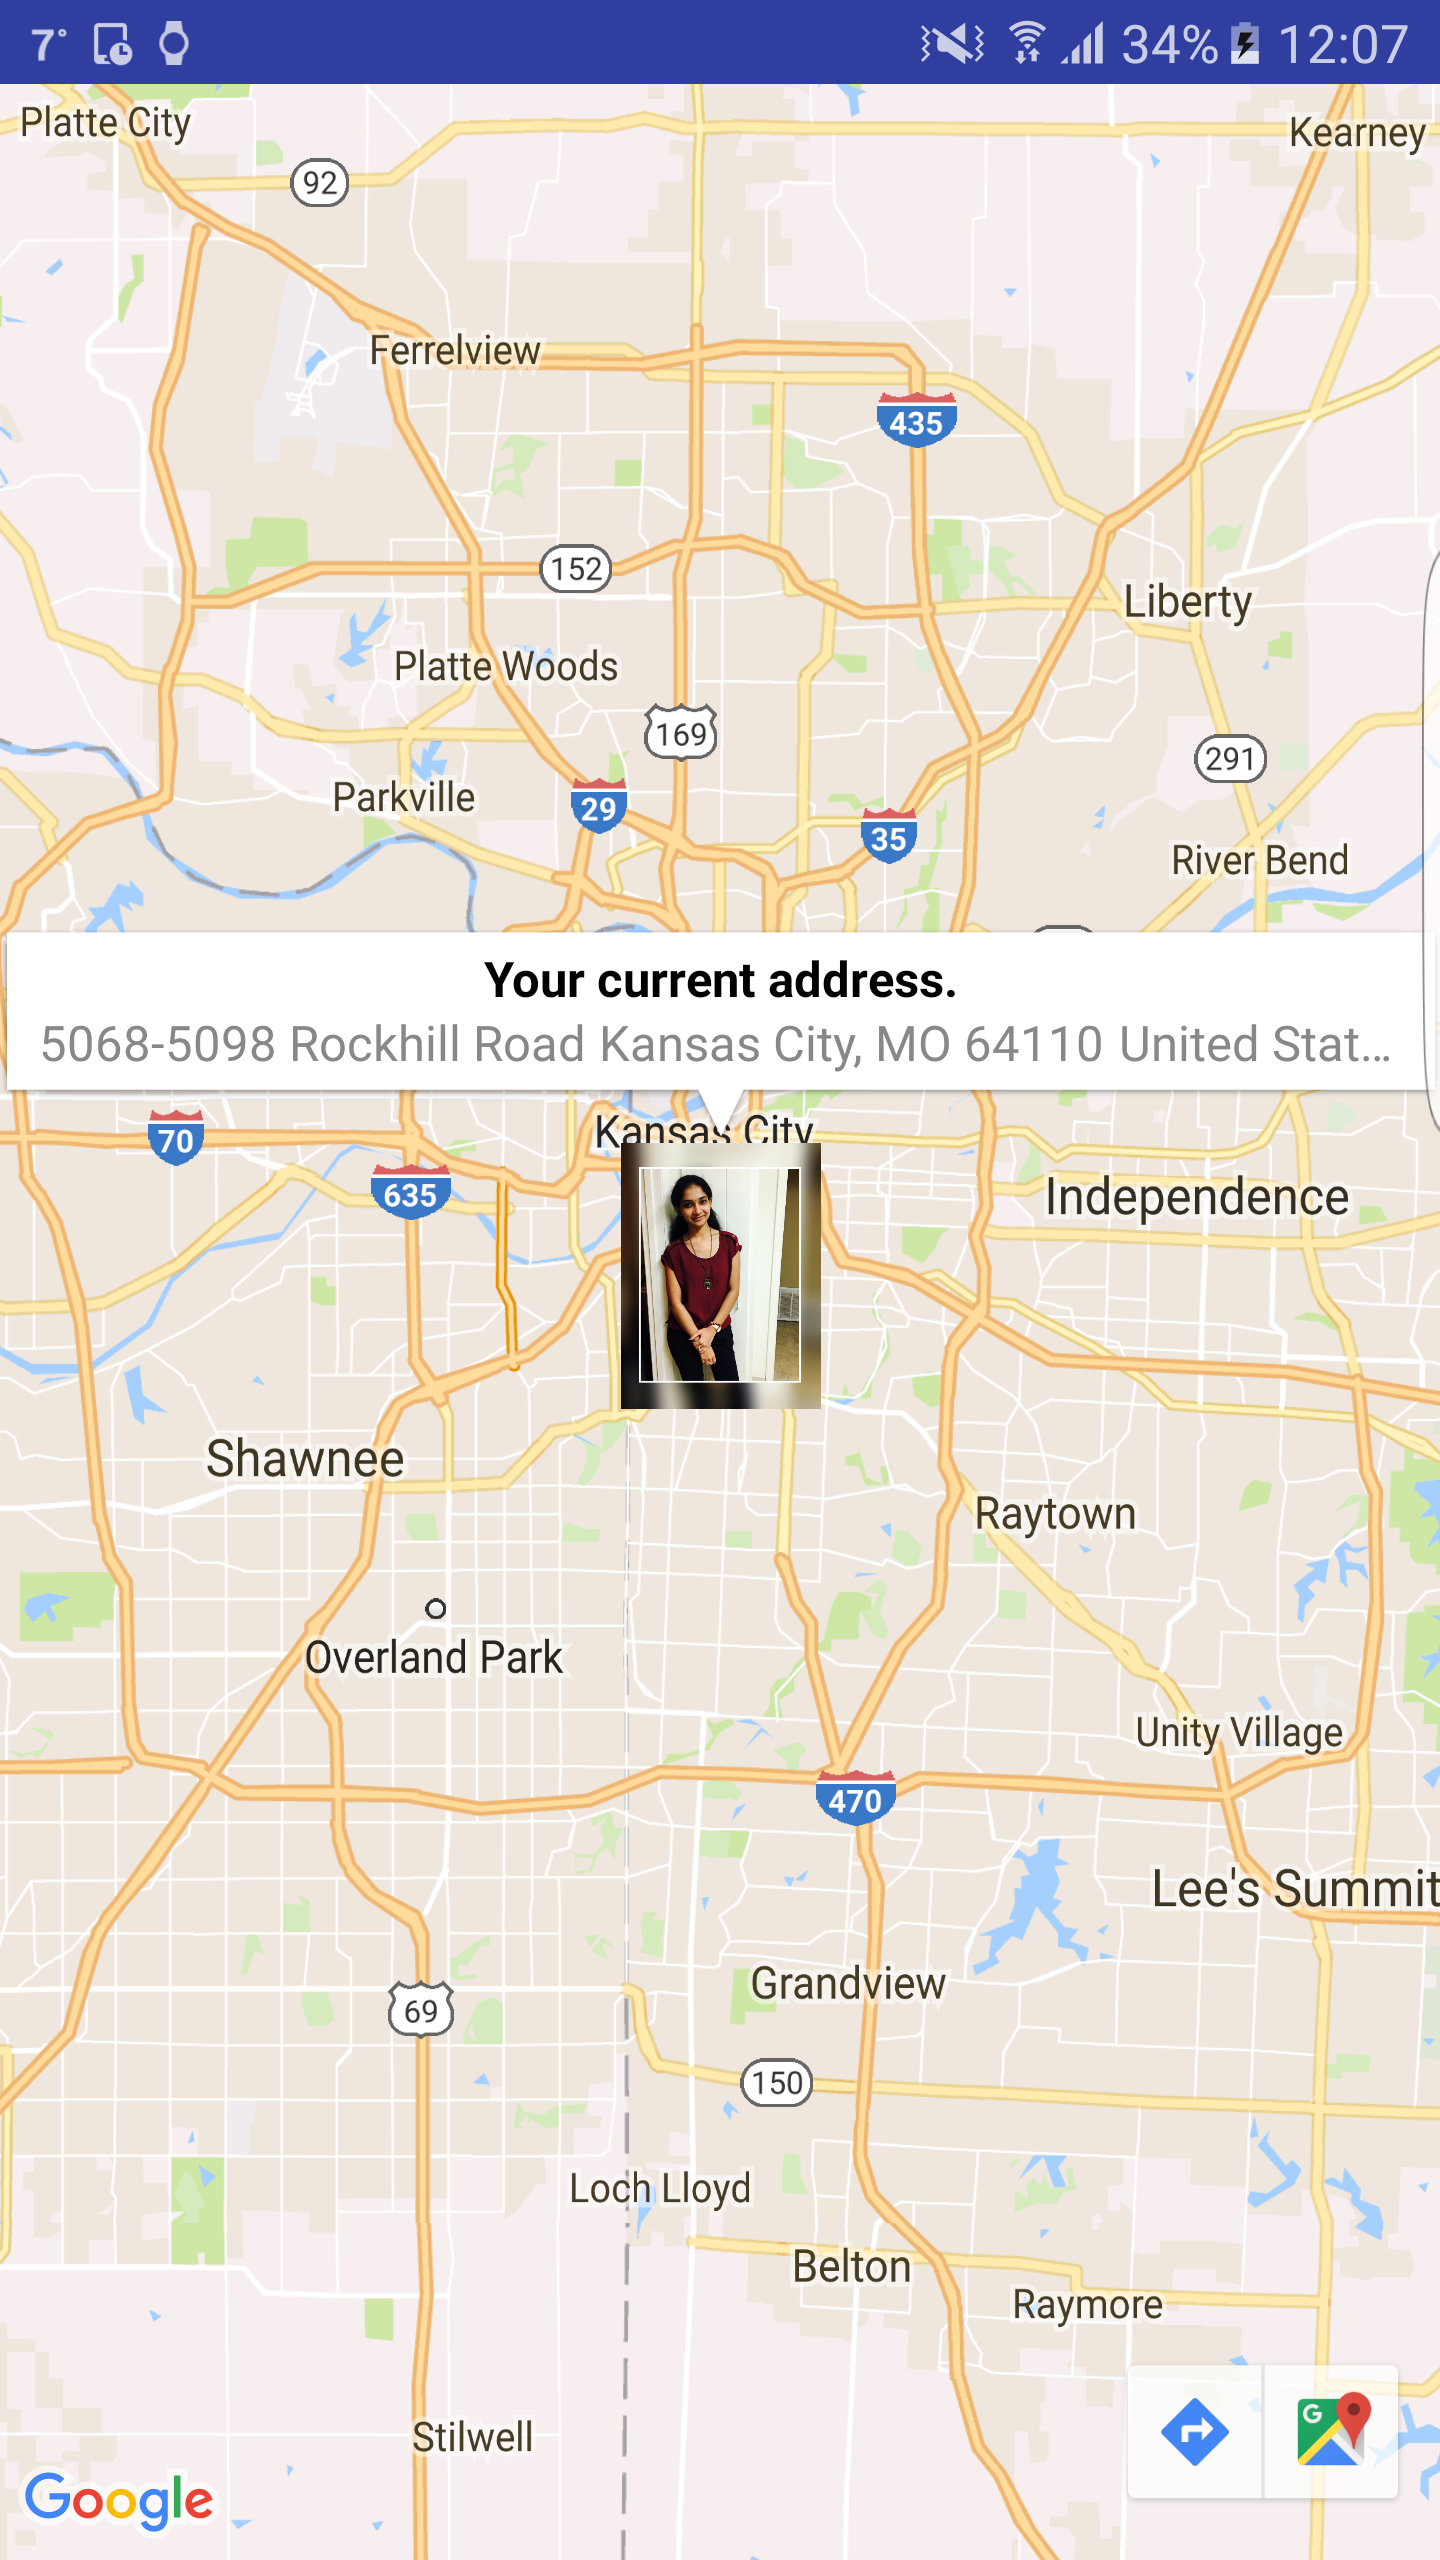 7°
34% 12:07
Platte City
Kearney
92
Ferrelview
435
152
Liberty
Platte Woods
169
291
Parkville
29
35
River Bend
Your current address.
5068-5098 Rockhill Road Kansas City, MO 64110 United Stat...
Kansas City
70
635
Independence
Shawnee
Raytown
Overland Park
Unity Village
470
Lee's Summit
Grandview
69
150
Loch Lloyd
Belton
Raymore
G
Stilwell
Google